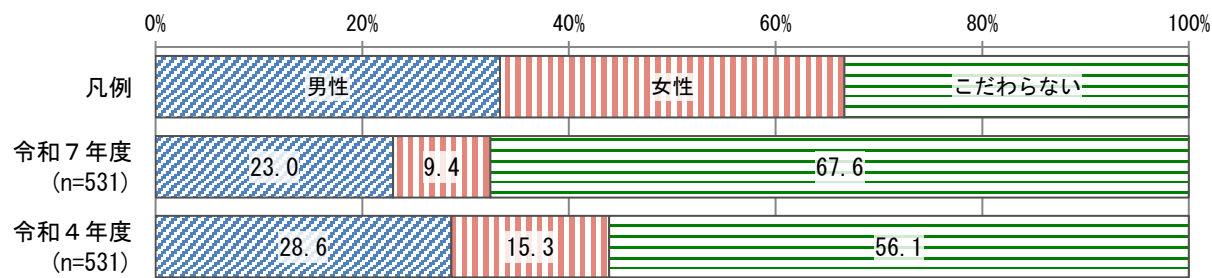 0% 20% 40% 60% 80% 100%
凡例 男性 女性 こだわらない
令和７年度
(n=531)
23.0 9.4 67.6
令和４年度
(n=531)
28.6 15.3 56.1